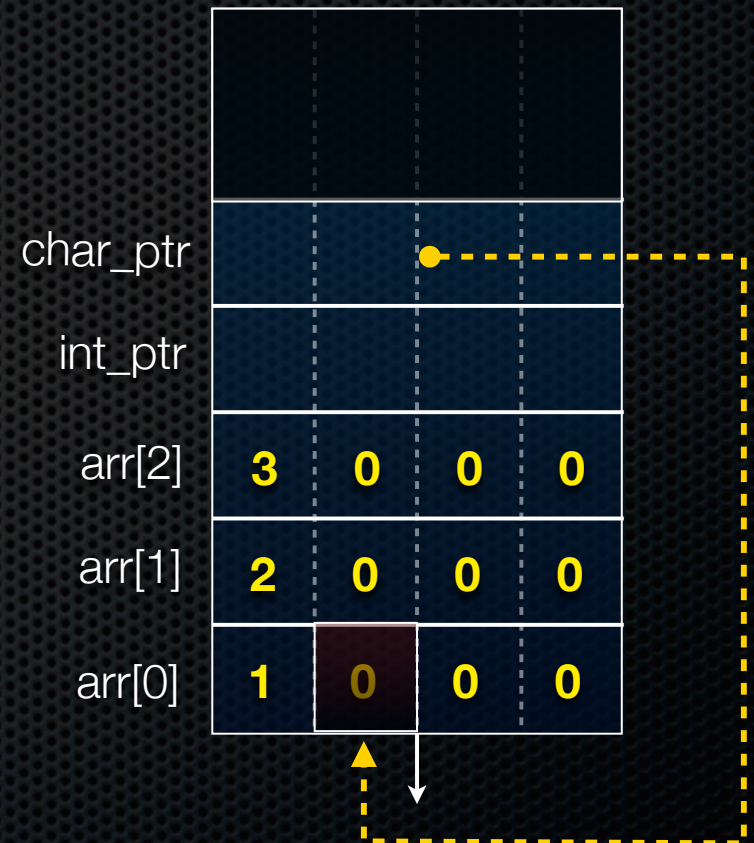 char_ptr
int_ptr
arr[2] 3 0 0 0
arr[1] 2 0 0 0
arr[0] 1 0 0 0